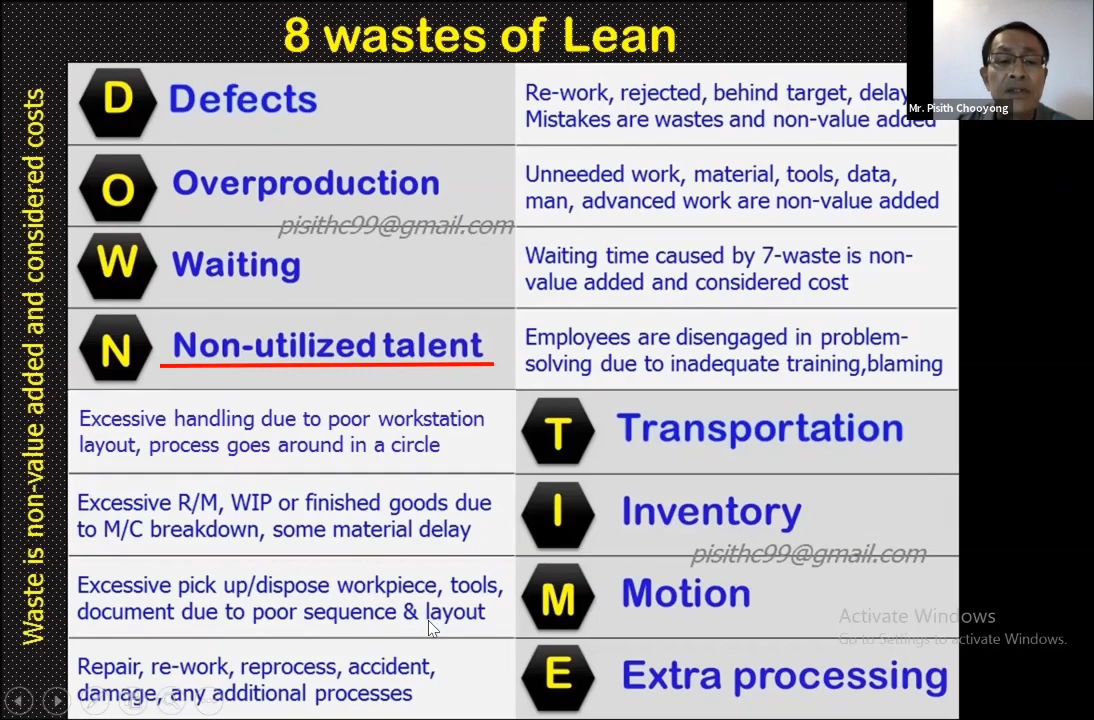 8 wastes of Lean
Waste is non-value added and considered costs
Mr. Pisith Chooyong
D
Defects
Re-work, rejected, behind target, delay
Mistakes are wastes and non-value added
O
Overproduction
Unneeded work, material, tools, data,
man, advanced work are non-value added
pisithc99@gmail.com
W
Waiting
Waiting time caused by 7-waste is non-
value added and considered cost
N
Non-utilized talent
Employees are disengaged in problem-
solving due to inadequate training,blaming
Excessive handling due to poor workstation
layout, process goes around in a circle
T
Transportation
Excessive R/M, WIP or finished goods due
to M/C breakdown, some material delay
I
Inventory
pisithc99@gmail.com
Excessive pick up/dispose workpiece, tools,
document due to poor sequence & layout
M
Motion
Activate Windows
Go to Settings to activate Windows.
Repair, re-work, reprocess, accident,
damage, any additional processes
E
Extra processing